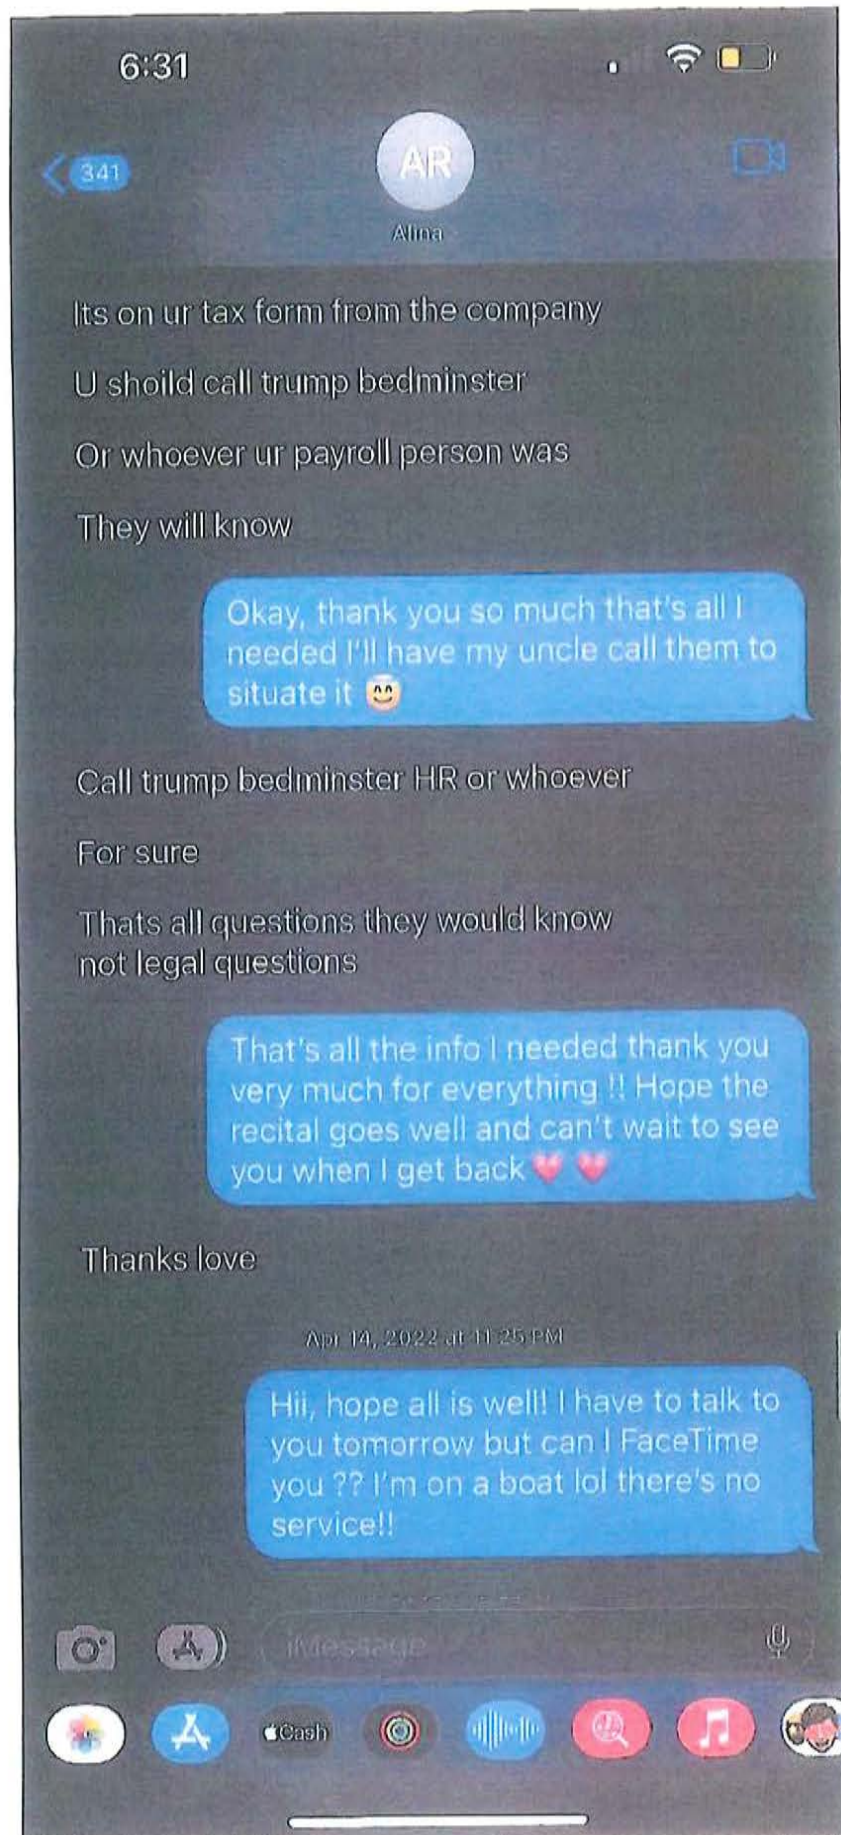 6:31
341
AR
Alina
Its on ur tax form from the company
U shoild call trump bedminster
Or whoever ur payroll person was
They will know
Okay, thank you so much that's all I
needed I'll have my uncle call them to
situate it 😇
Call trump bedminster HR or whoever
For sure
Thats all questions they would know
not legal questions
That's all the info I needed thank you
very much for everything !! Hope the
recital goes well and can't wait to see
you when I get back💗 💗
Thanks love
Apr 14, 2022 at 11:25 PM
Hii, hope all is well! I have to talk to
you tomorrow but can I FaceTime
you ?? I'm on a boat lol there's no
service!!
iMessage
Cash